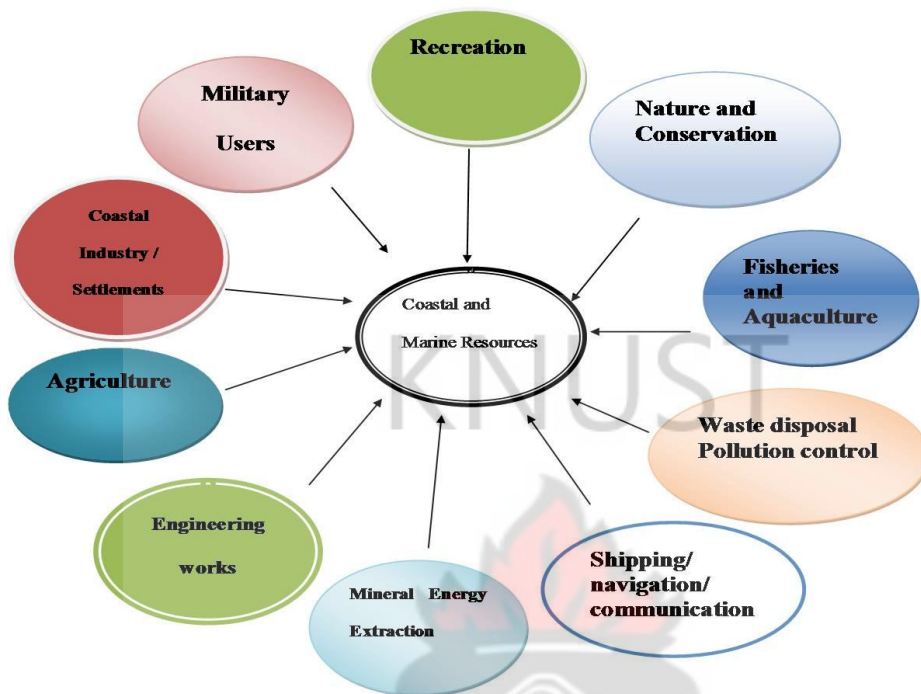 Recreation
Military
Users
Nature and
Conservation
Coastal
Industry /
Settlements
Fisheries
and
Aquaculture
Coastal and
Marine Resources
KNUST
Agriculture
Waste disposal
Pollution control
Engineering
works
Shipping/
navigation/
communication
Mineral Energy
Extraction